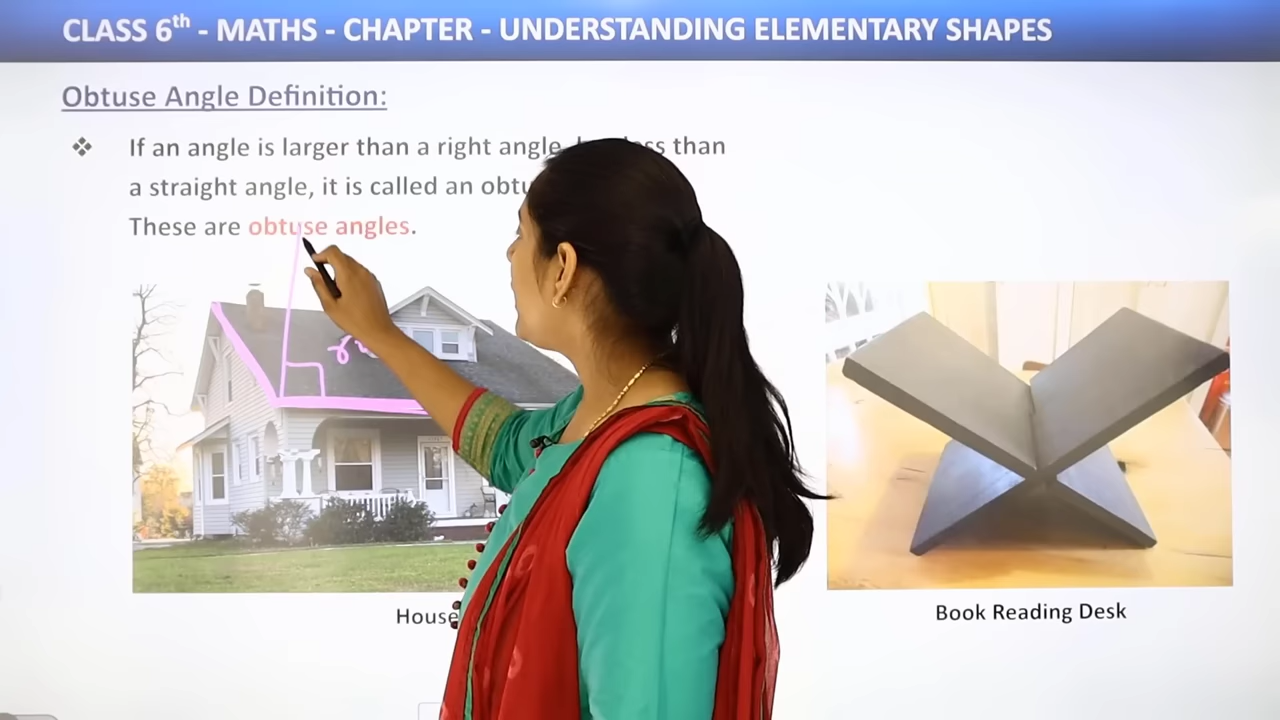 CLASS 6th - MATHS - CHAPTER - UNDERSTANDING ELEMENTARY SHAPES
Obtuse Angle Definition:
❖ If an angle is larger than a right angle, than
a straight angle, it is called an
These are obtuse angles.
House
Book Reading Desk